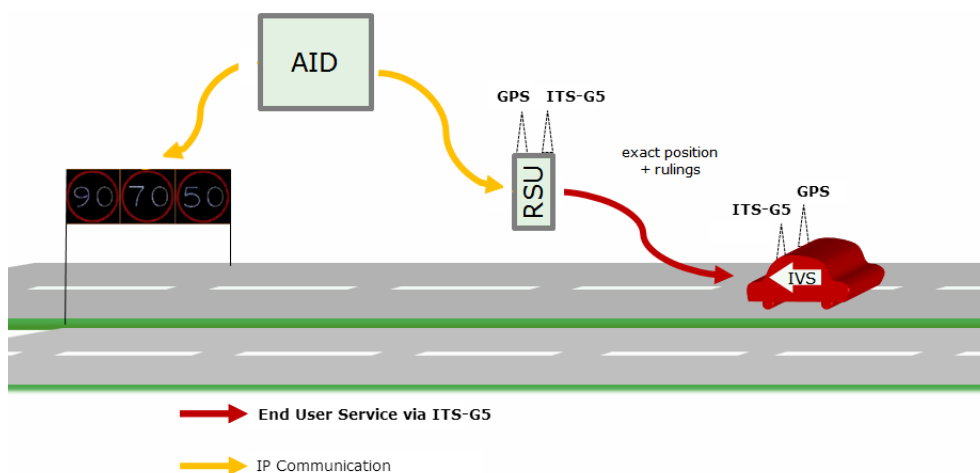 AID
GPS ITS-G5
RSU
exact position
+ rulings
90 70 50
ITS-G5 GPS
IVS
End User Service via ITS-G5
IP Communication